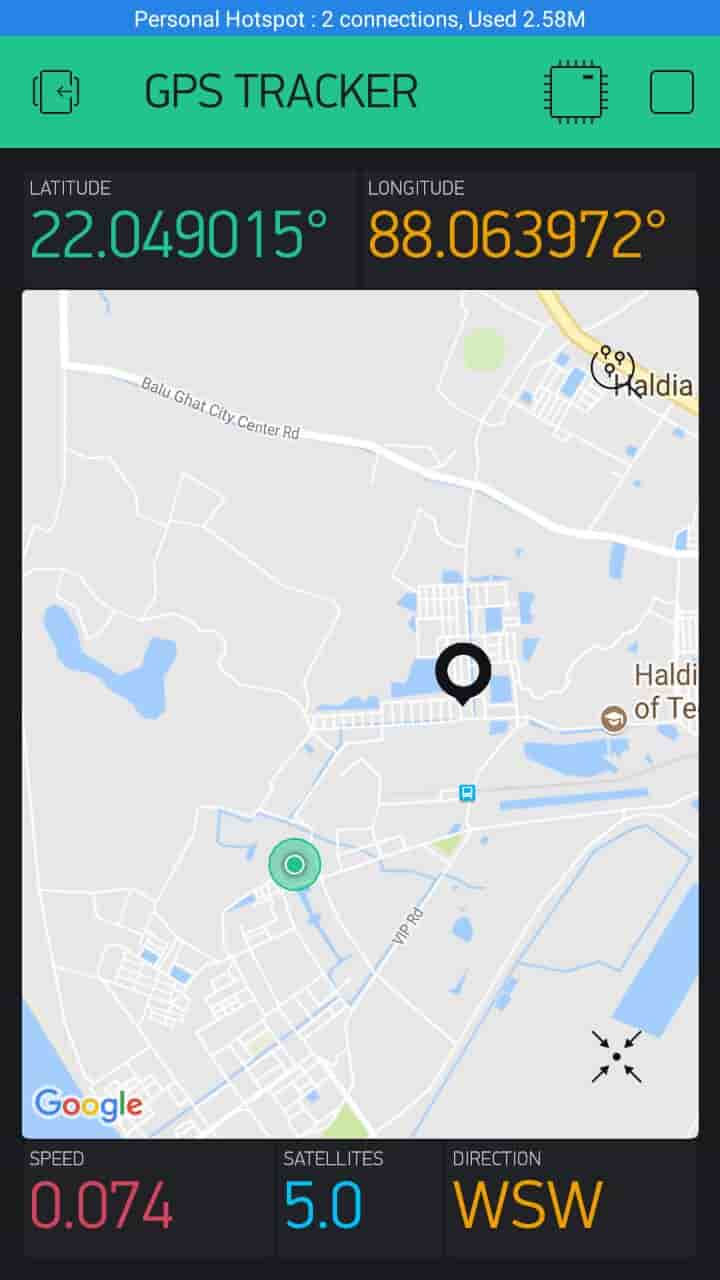 Personal Hotspot : 2 connections, Used 2.58M
GPS TRACKER
LATITUDE
22.049015°
LONGITUDE
88.063972°
Balu Ghat City Center Rd
Haldia
Haldi
of Te
VIP Rd
Google
SPEED
0.074
SATELLITES
5.0
DIRECTION
WSW